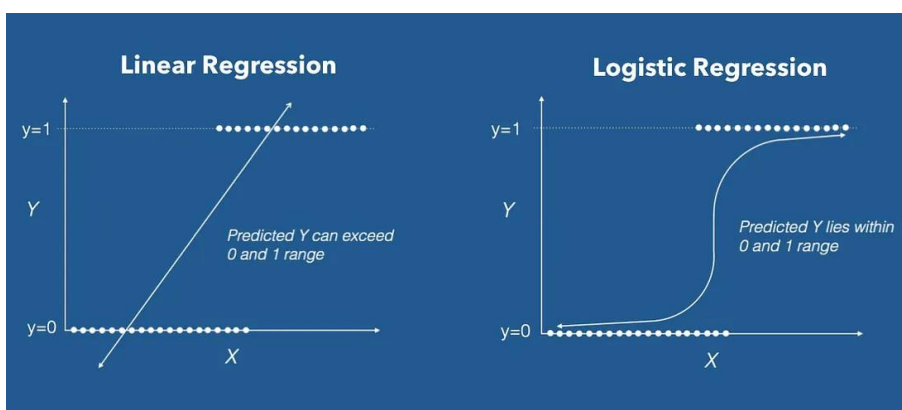 Linear Regression
y=1
Y
Predicted Y can exceed
0 and 1 range
y=0
X
Logistic Regression
y=1
Y
Predicted Y lies within
0 and 1 range
y=0
X